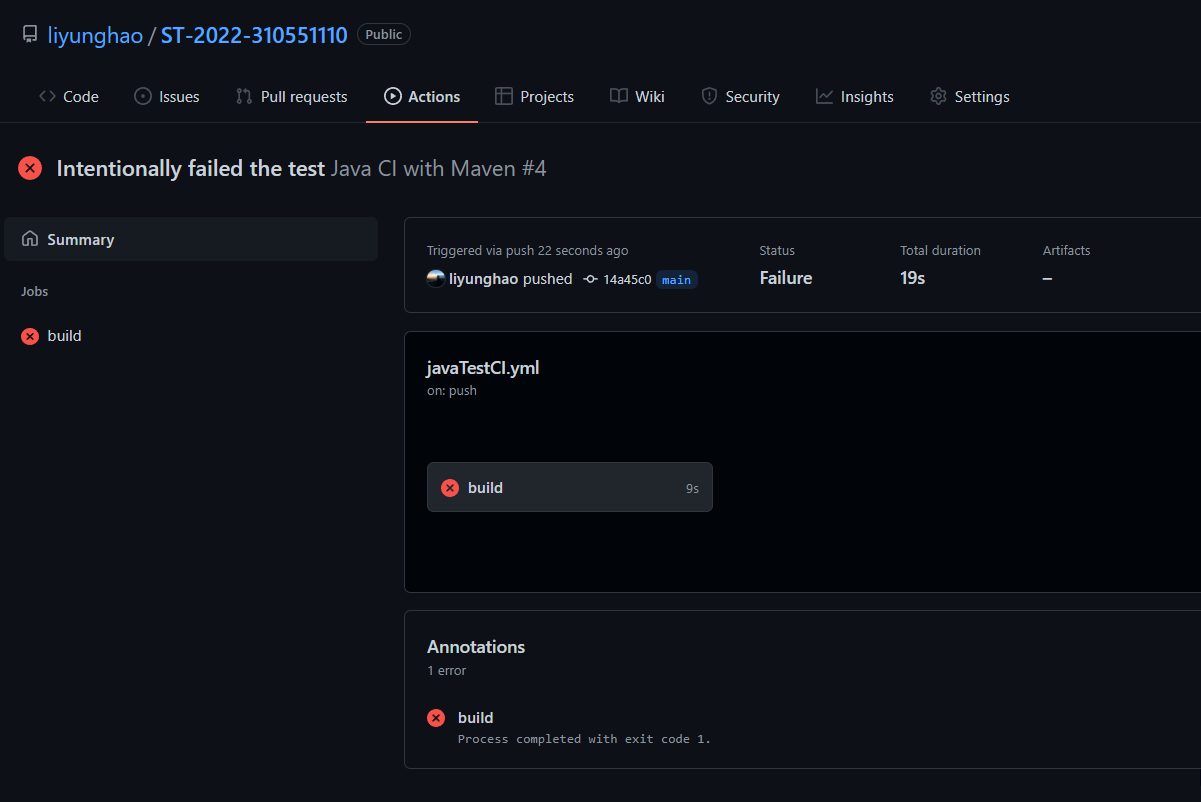 liyunghao / ST-2022-310551110 Public
Code Issues Pull requests Actions Projects Wiki Security Insights Settings
Intentionally failed the test Java CI with Maven #4
Summary
Jobs
build
Triggered via push 22 seconds ago
liyunghao pushed 14a45c0 main
Status
Failure
Total duration
19s
Artifacts
–
javaTestCI.yml
on: push
build 9s
Annotations
1 error
build
Process completed with exit code 1.